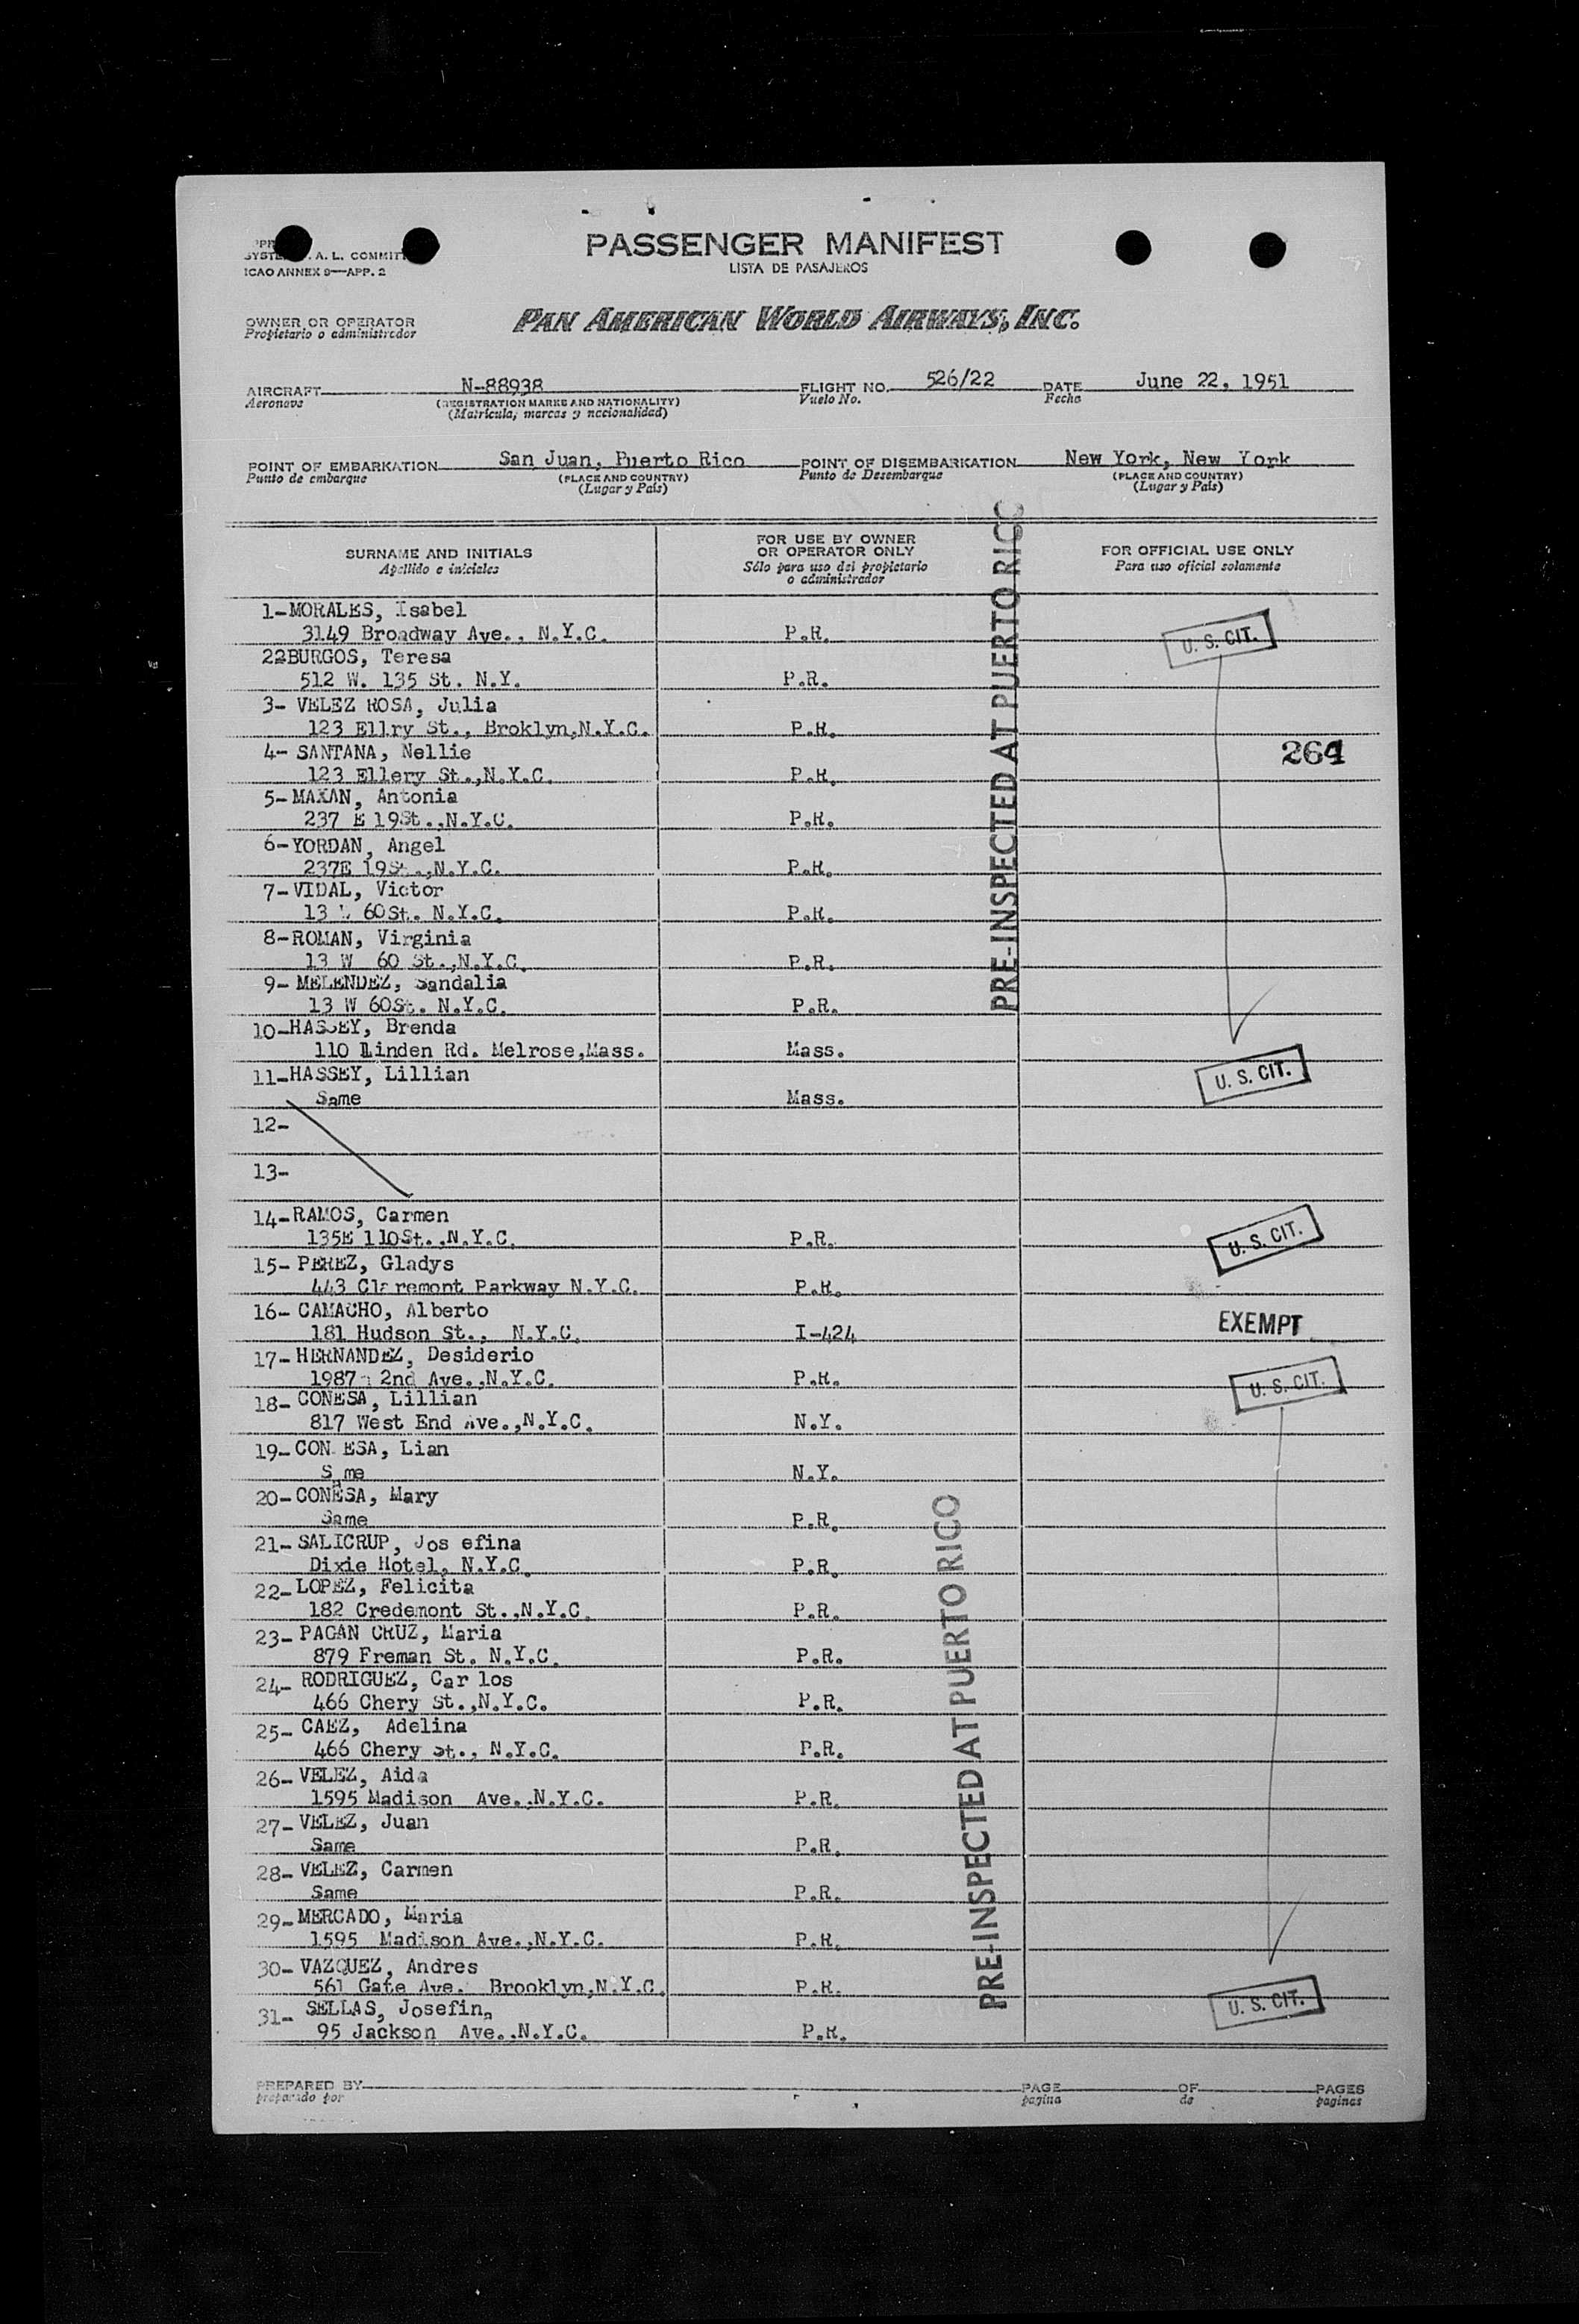 PASSENGER MANIFEST
LISTA DE PASAJEROS
A. L.
ICAO ANNEX 9—APP. 2
OWNER OR OPERATOR
Propietario o administrador
PAN AMERICAN WORLD AIRWAYS, INC.
AIRCRAFT N-88938 FLIGHT NO. 526/22 DATE June 22, 1951
Aeronave (REGISTRATION MARKS AND NATIONALITY) Vuelo No. Fecha
(Matrícula, marcas y nacionalidad)
POINT OF EMBARKATION San Juan, Puerto Rico POINT OF DISEMBARKATION New York, New York
Punto de embarque (PLACE AND COUNTRY) Punto de Desembarque (PLACE AND COUNTRY)
(Lugar y País) (Lugar y País)
SURNAME AND INITIALS
Apellido e iniciales
FOR USE BY OWNER
OR OPERATOR ONLY
Sólo para uso del propietario
o administrador
FOR OFFICIAL USE ONLY
Para uso oficial solamente
PRE-INSPECTED AT PUERTO RICO
1-MORALES, Isabel
3149 Broadway Ave., N.Y.C. P.R. U. S. CIT.
22BURGOS, Teresa
512 W. 135 St. N.Y. P.R.
3- VELEZ ROSA, Julia
123 Ellry St., Broklyn,N.Y.C. P.R.
4- SANTANA, Nellie 264
123 Ellery St.,N.Y.C. P.R.
5- MAXAN, Antonia
237 E 19St.,N.Y.C. P.R.
6-YORDAN, Angel
237E 19St.,N.Y.C. P.R.
7-VIDAL, Victor
13 60St. N.Y.C. P.R.
8-ROMAN, Virginia
13 W 60 St.,N.Y.C. P.R.
9- MELENDEZ, Sandalia
13 W 60St. N.Y.C. P.R.
10-HASSEY, Brenda
110 Linden Rd. Melrose,Mass. Mass.
11-HASSEY, Lillian U. S. CIT.
Same Mass.
12-
13-
14-RAMOS, Carmen
135E 110St.,N.Y.C. P.R. U. S. CIT.
15- PEREZ, Gladys
443 Claremont Parkway N.Y.C. P.R.
16- CAMACHO, Alberto
181 Hudson St., N.Y.C. I-424 EXEMPT
17- HERNANDEZ, Desiderio
1987 2nd Ave.,N.Y.C. P.R. U. S. CIT.
18- CONESA, Lillian
817 West End Ave.,N.Y.C. N.Y.
19- CON ESA, Lian
Same N.Y.
20-CONESA, Mary
Same P.R.
21- SALICRUP, Jos efina
Dixie Hotel, N.Y.C. P.R.
22-LOPEZ, Felicita
182 Credemont St.,N.Y.C. P.R.
23- PAGAN CRUZ, Maria
879 Freman St. N.Y.C. P.R.
24- RODRIGUEZ, Car los
466 Chery St.,N.Y.C. P.R.
25- CAEZ, Adelina
466 Chery St., N.Y.C. P.R.
26- VELEZ, Aida
1595 Madison Ave.,N.Y.C. P.R.
27- VELEZ, Juan
Same P.R.
28- VELEZ, Carmen
Same P.R.
29- MERCADO, Maria
1595 Madison Ave.,N.Y.C. P.R.
30- VAZQUEZ, Andres
561 Gate Ave. Brooklyn,N.Y.C. P.R.
31- SELLAS, Josefina U. S. CIT.
95 Jackson Ave.,N.Y.C. P.R.
PRE-INSPECTED AT PUERTO RICO
PREPARED BY PAGE OF PAGES
preparado por pagina de paginas